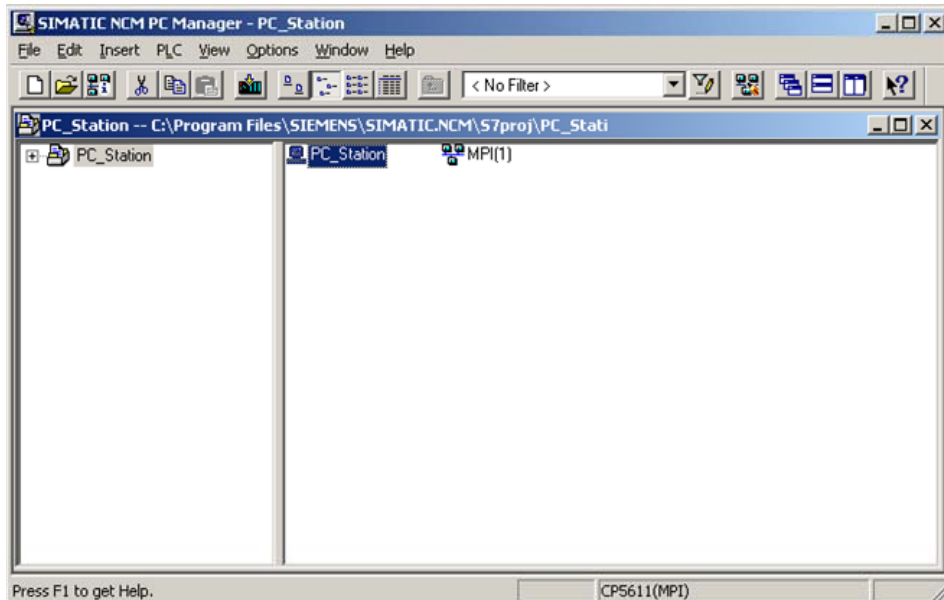 SIMATIC NCM PC Manager - PC_Station
File Edit Insert PLC View Options Window Help
< No Filter >
PC_Station -- C:\Program Files\SIEMENS\SIMATIC.NCM\S7proj\PC_Stati
PC_Station PC_Station MPI(1)
Press F1 to get Help. CP5611(MPI)